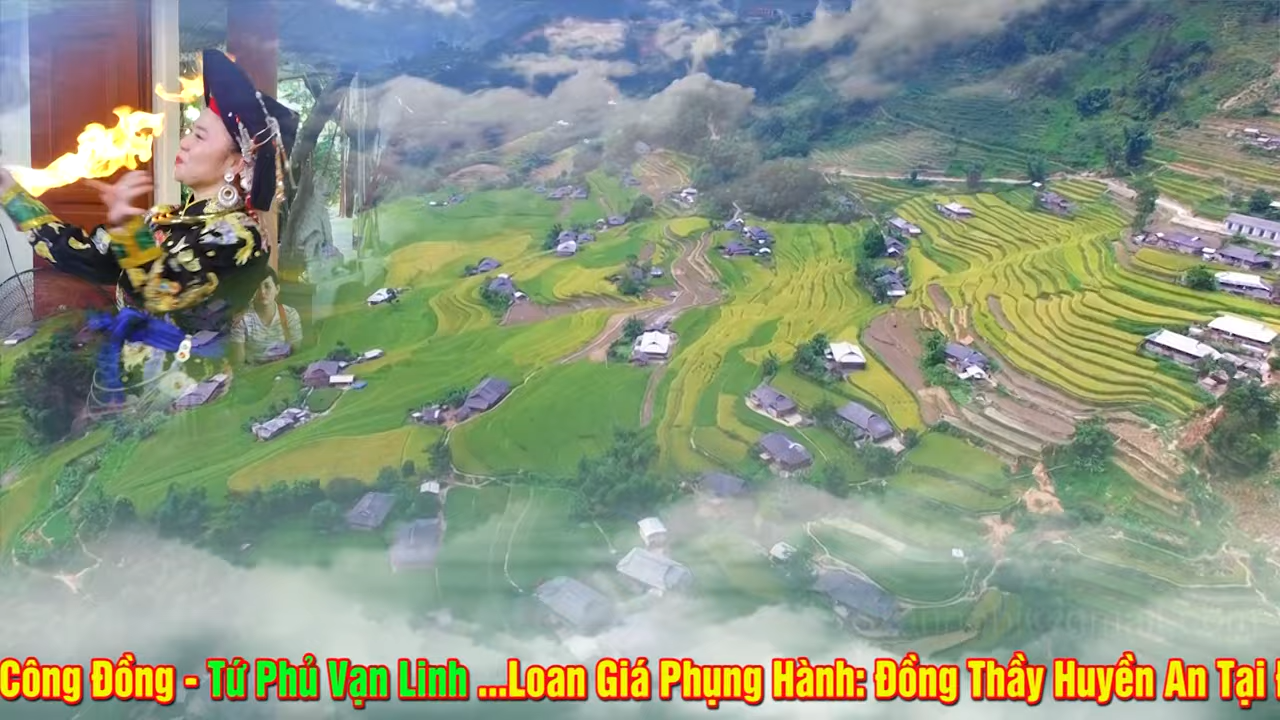 Công Đồng - Tứ Phủ Vạn Linh ...Loan Giá Phụng Hành: Đồng Thầy Huyền An Tại